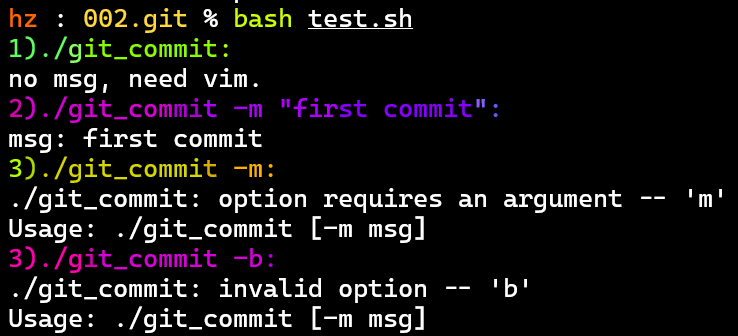 hz : 002.git % bash test.sh
1)./git_commit:
no msg, need vim.
2)./git_commit -m "first commit":
msg: first commit
3)./git_commit -m:
./git_commit: option requires an argument -- 'm'
Usage: ./git_commit [-m msg]
3)./git_commit -b:
./git_commit: invalid option -- 'b'
Usage: ./git_commit [-m msg]